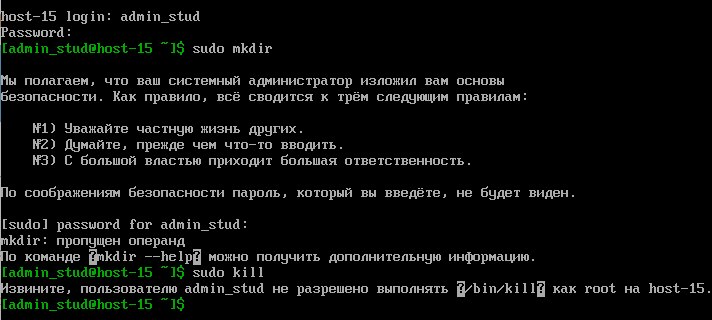 host-15 login: admin_stud
Password:
[admin_stud@host-15 ~]$ sudo mkdir
Мы полагаем, что ваш системный администратор изложил вам основы
безопасности. Как правило, всё сводится к трём следующим правилам:
№1) Уважайте частную жизнь других.
№2) Думайте, прежде чем что-то вводить.
№3) С большой властью приходит большая ответственность.
По соображениям безопасности пароль, который вы введёте, не будет виден.
[sudo] password for admin_stud:
mkdir: пропущен операнд
По команде ?mkdir --help? можно получить дополнительную информацию.
[admin_stud@host-15 ~]$ sudo kill
Извините, пользователю admin_stud не разрешено выполнять ?/bin/kill? как root на host-15.
[admin_stud@host-15 ~]$